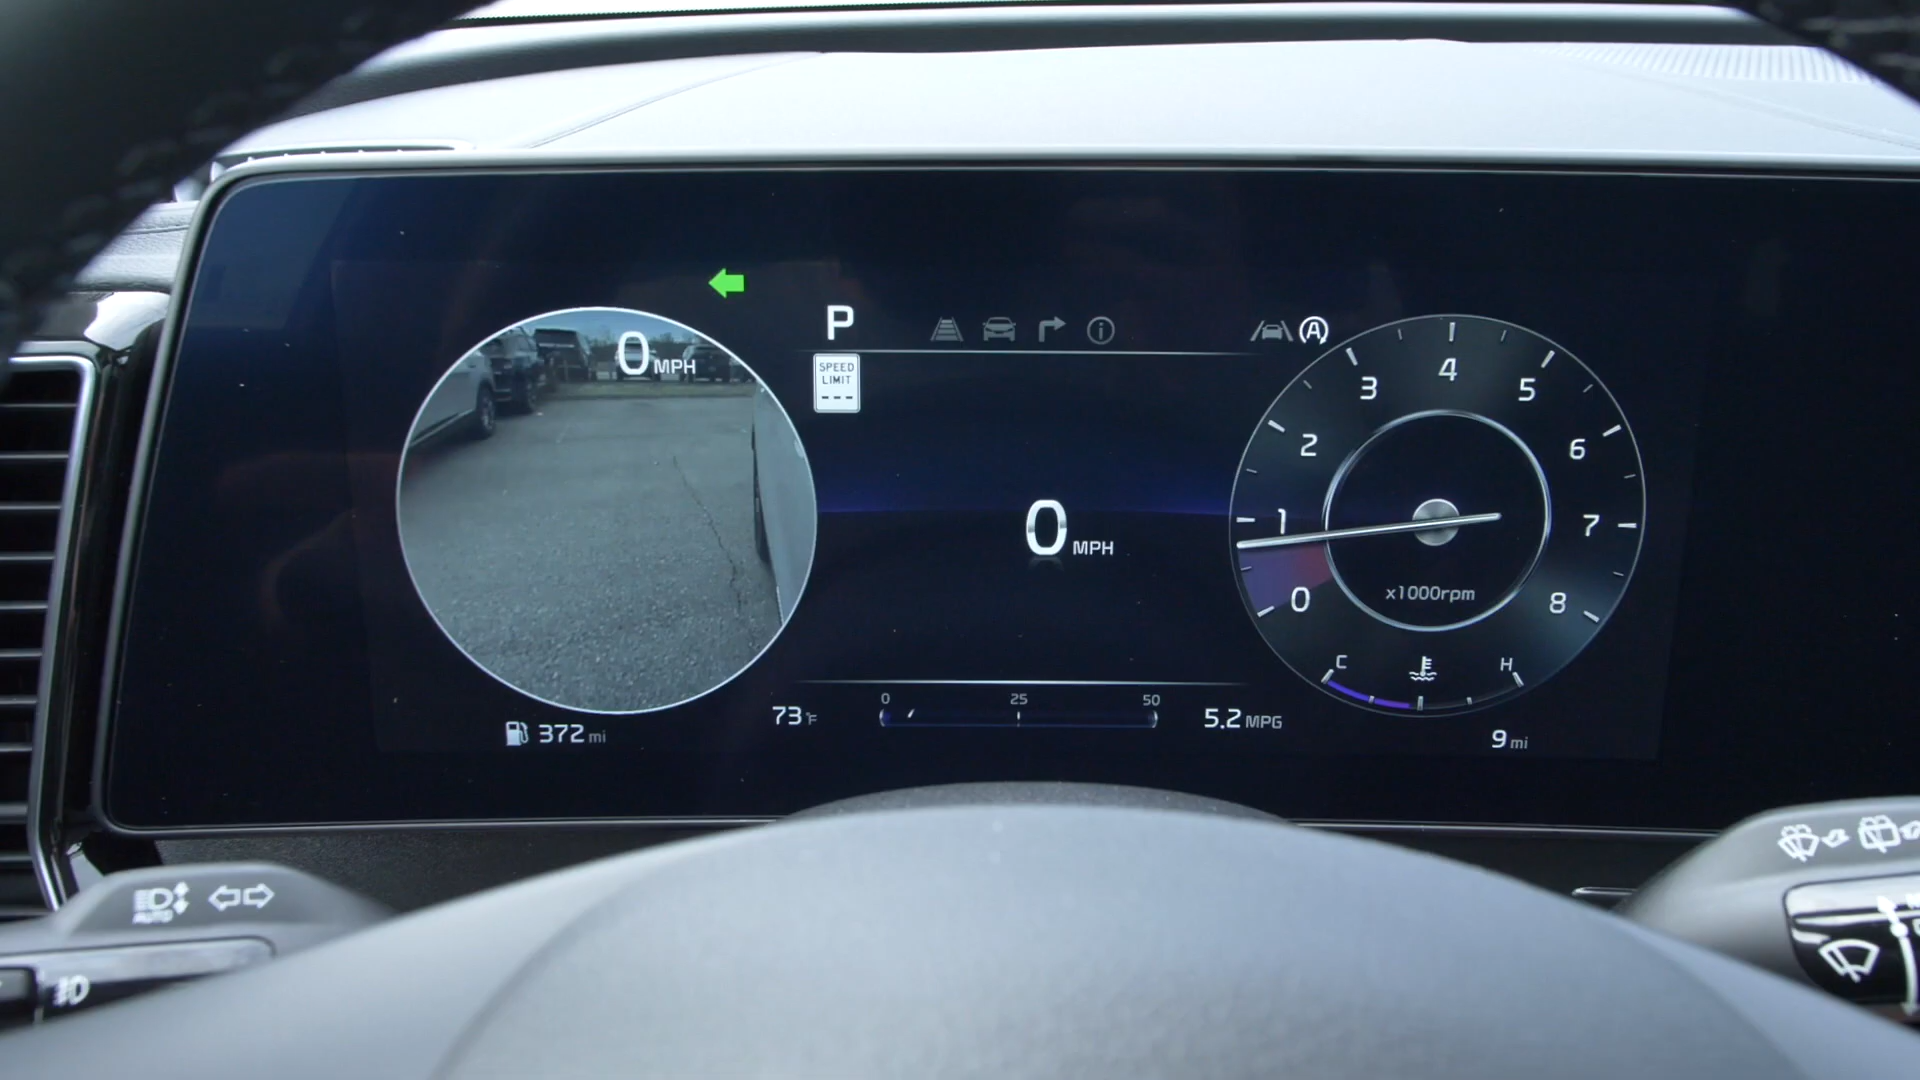 P
SPEED
LIMIT
---
0 MPH
0 MPH
0
1
2
3
4
5
6
7
8
x1000rpm
C
H
A
0 25 50
372 mi
73°F
5.2 MPG
9 mi
AUTO